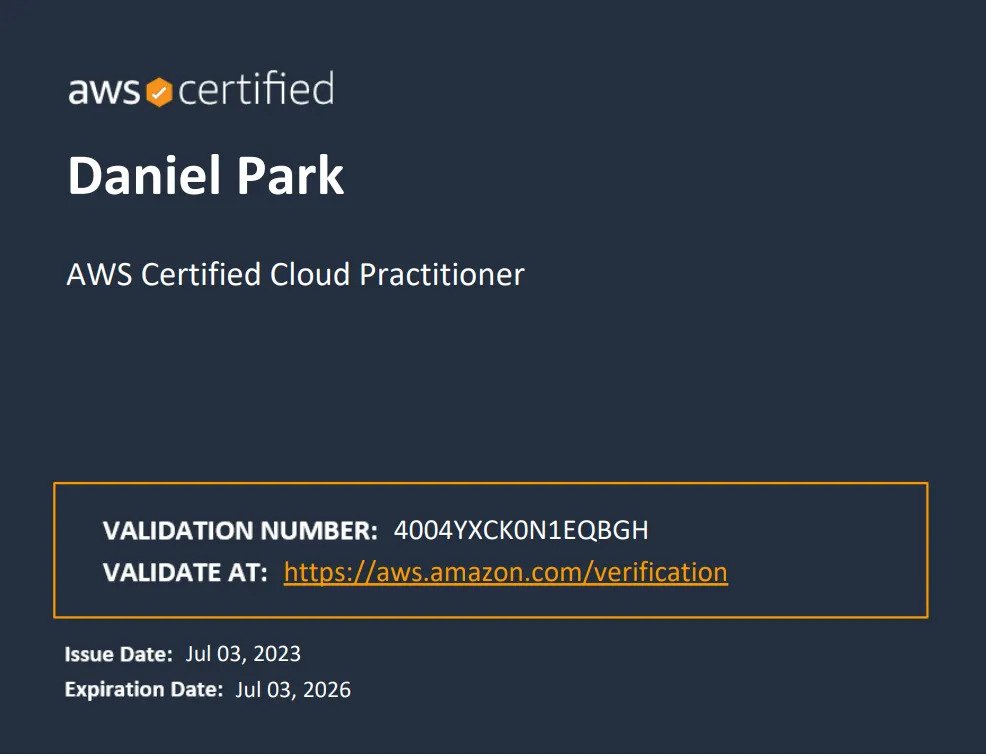 aws certified
Daniel Park
AWS Certified Cloud Practitioner
VALIDATION NUMBER: 4004YXCK0N1EQBGH
VALIDATE AT: https://aws.amazon.com/verification
Issue Date: Jul 03, 2023
Expiration Date: Jul 03, 2026